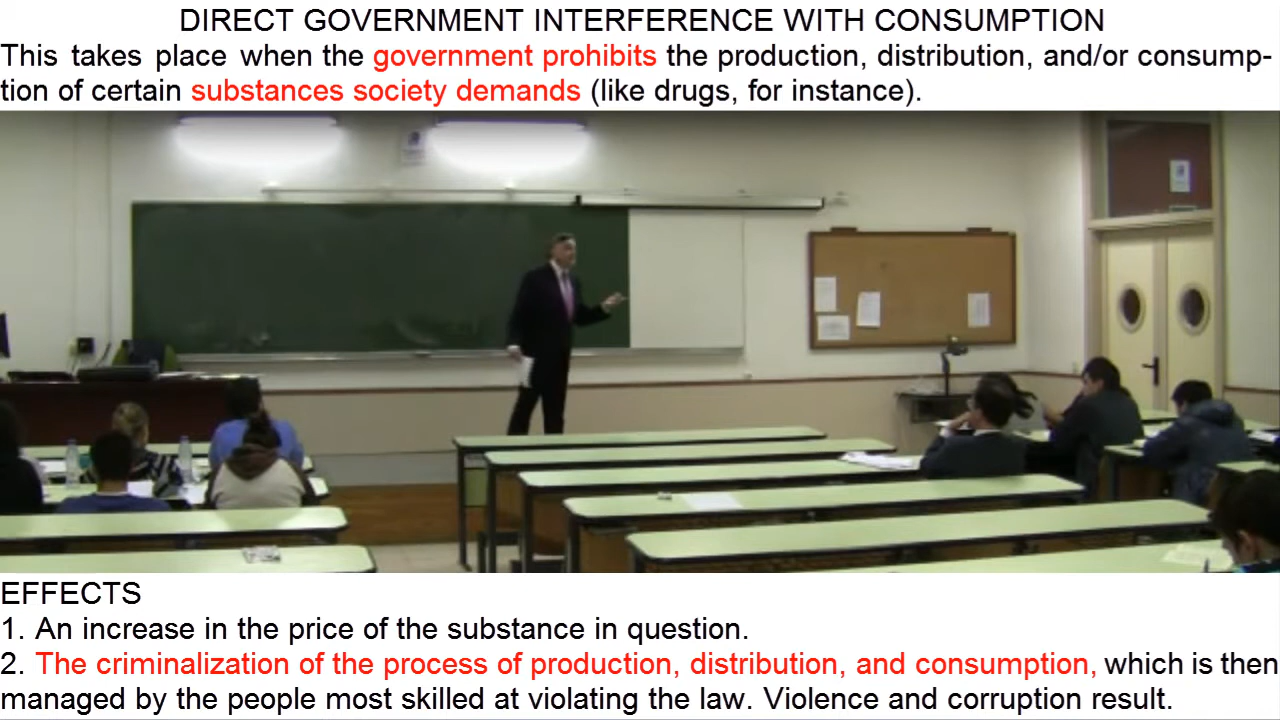 DIRECT GOVERNMENT INTERFERENCE WITH CONSUMPTION
This takes place when the government prohibits the production, distribution, and/or consump-
tion of certain substances society demands (like drugs, for instance).
EFFECTS
1. An increase in the price of the substance in question.
2. The criminalization of the process of production, distribution, and consumption, which is then
managed by the people most skilled at violating the law. Violence and corruption result.